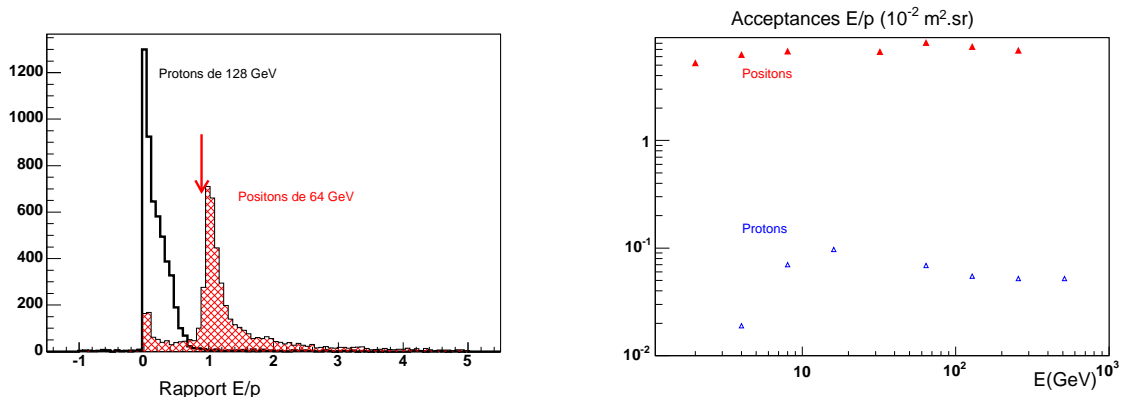 1200
1000
800
600
400
200
0
-1 0 1 2 3 4 5
Protons de 128 GeV
Positons de 64 GeV
Rapport E/p
Acceptances E/p (10⁻² m².sr)
Positons
1
Protons
10⁻¹
10⁻²
10 10² 10³
E(GeV)